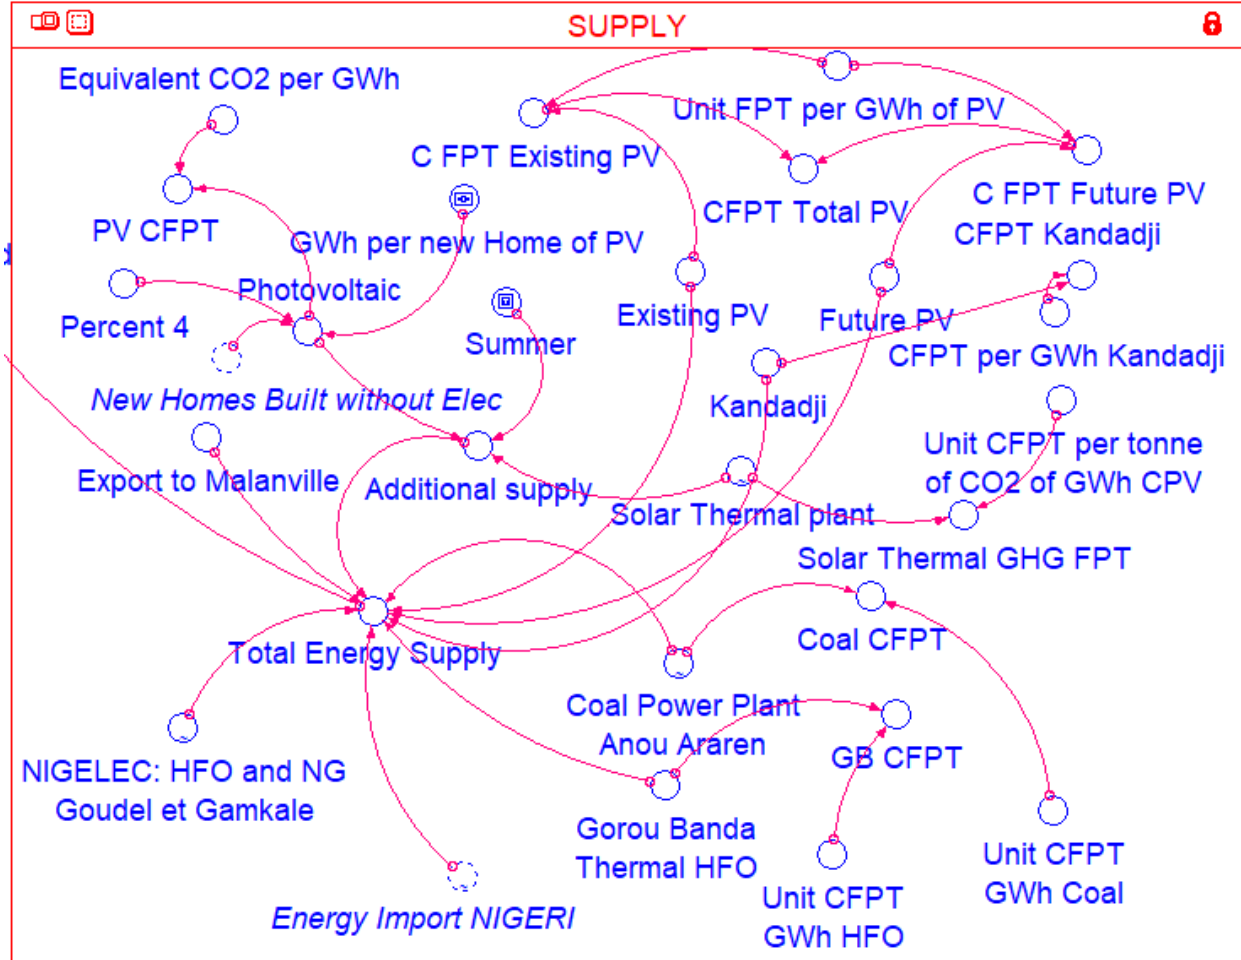 SUPPLY
Equivalent CO2 per GWh
Unit FPT per GWh of PV
C FPT Existing PV
C FPT Future PV
CFPT Total PV
PV CFPT
GWh per new Home of PV
CFPT Kandadji
Photovoltaic
Percent 4
Summer
Existing PV
Future PV
CFPT per GWh Kandadji
New Homes Built without Elec
Kandadji
Unit CFPT per tonne
of CO2 of GWh CPV
Export to Malanville
Additional supply
Solar Thermal plant
Solar Thermal GHG FPT
Total Energy Supply
Coal CFPT
Coal Power Plant
Anou Araren
GB CFPT
NIGELEC: HFO and NG
Goudel et Gamkale
Gorou Banda
Thermal HFO
Unit CFPT
GWh Coal
Unit CFPT
GWh HFO
Energy Import NIGERI